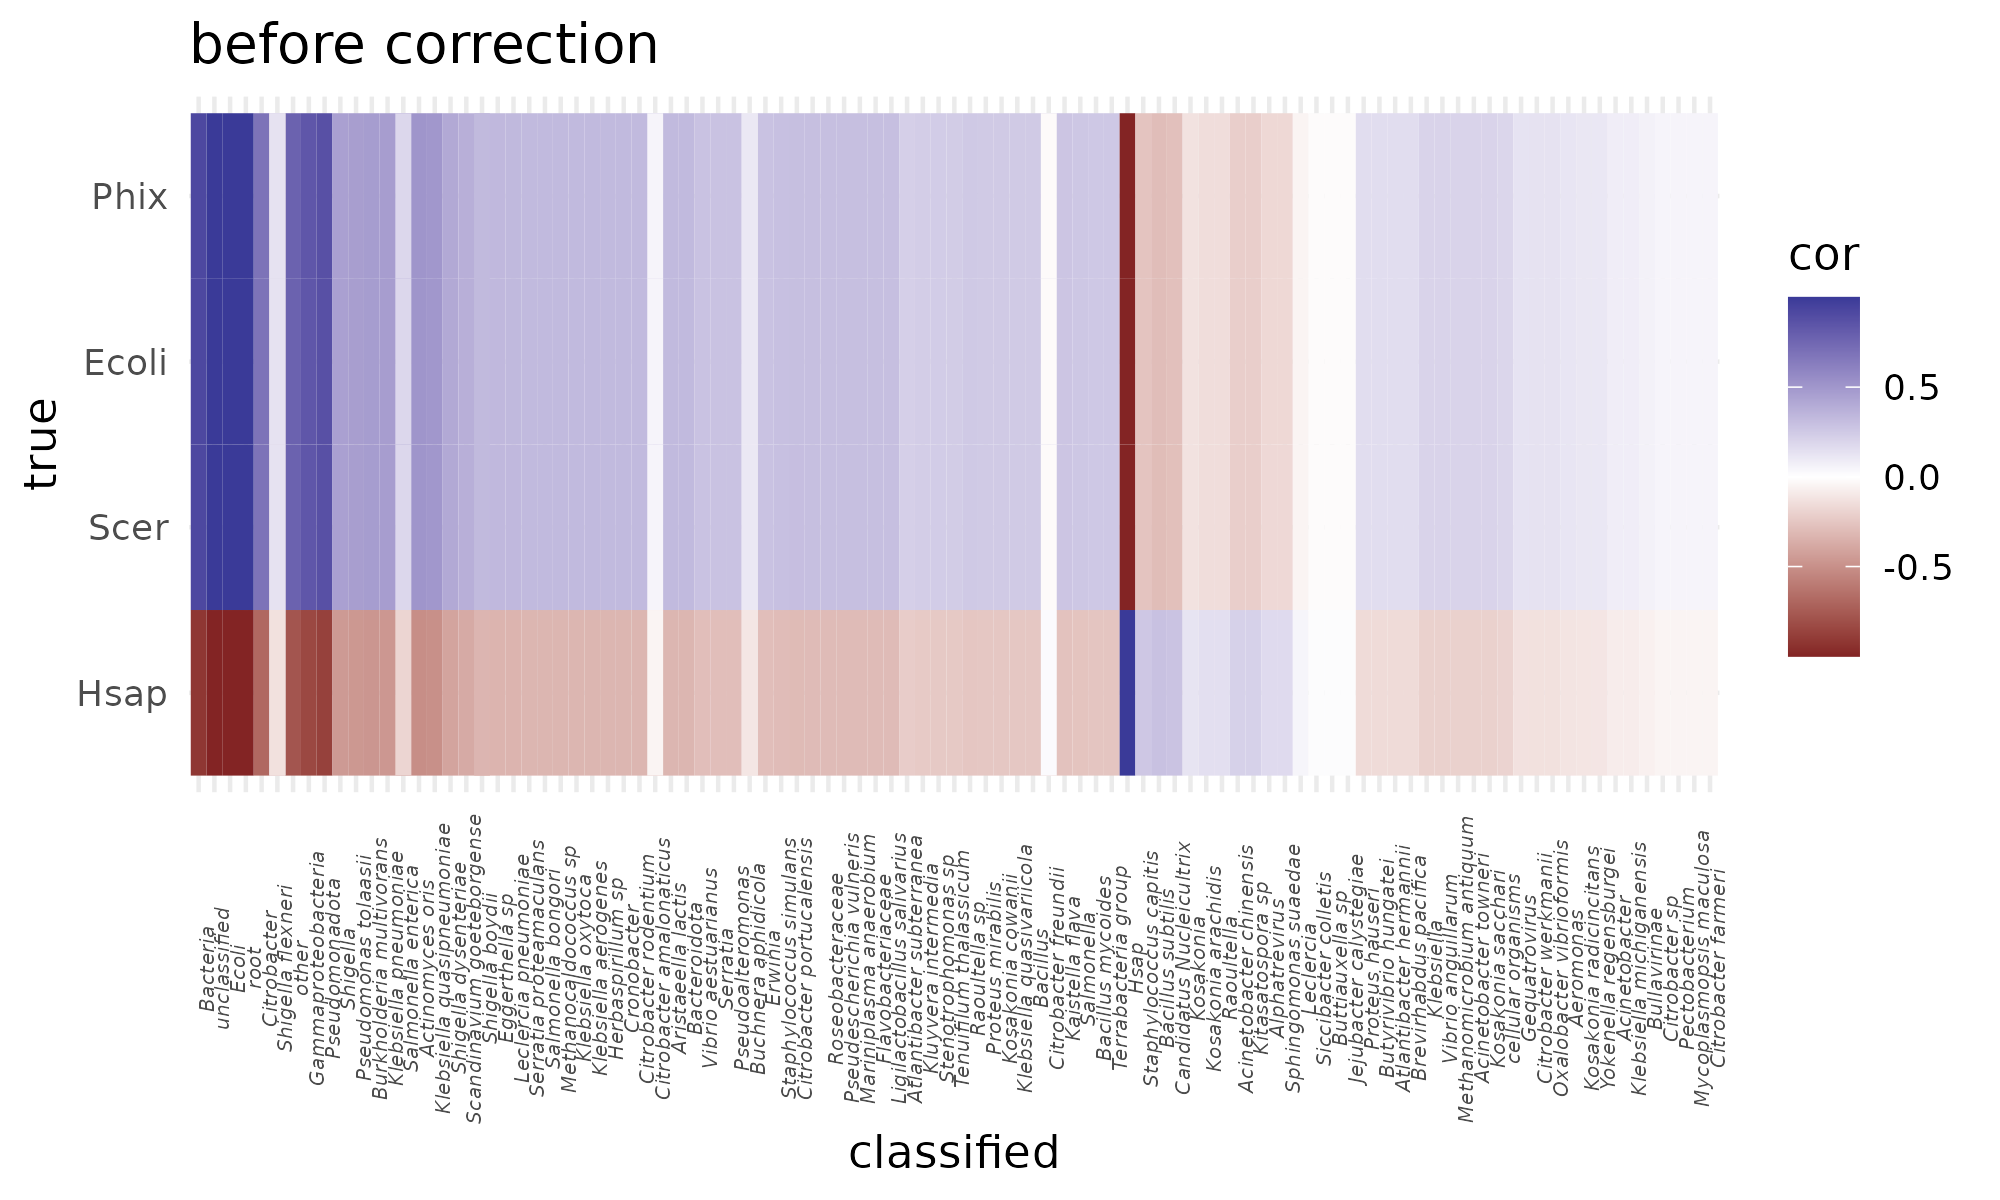 before correction
Phix
Ecoli
Scer
Hsap
true
cor
0.5
0.0
-0.5
Bacteria
unclassified
Ecoli
root
Citrobacter
Shigella flexneri
other
Gammaproteobacteria
Pseudomonadota
Shigella
Pseudomonas tolaasii
Burkholderia multivorans
Klebsiella pneumoniae
Salmonella enterica
Actinomyces oris
Klebsiella quasipneumoniae
Shigella dysenteriae
Scandinavium goeteborgense
Shigella boydii
Eggerthella sp
Leclercia pneumoniae
Serratia proteamaculans
Salmonella bongori
Methanocaldococcus sp
Klebsiella oxytoca
Klebsiella aerogenes
Herbaspirillum sp
Cronobacter
Citrobacter rodentium
Citrobacter amalonaticus
Aristaeella lactis
Bacteroidota
Vibrio aestuarianus
Serratia
Pseudoalteromonas
Buchnera aphidicola
Erwinia
Staphylococcus simulans
Citrobacter portucalensis
Roseobacteraceae
Pseudescherichia vulneris
Mariniplasma anaerobium
Flavobacteriaceae
Ligilactobacillus salivarius
Atlantibacter subterranea
Kluyvera intermedia
Stenotrophomonas sp
Tenuifilum thalassicum
Raoultella sp
Proteus mirabilis
Kosakonia cowanii
Klebsiella quasivariicola
Bacillus
Citrobacter freundii
Kaistella flava
Salmonella
Bacillus mycoides
Terrabacteria group
Hsap
Staphylococcus capitis
Bacillus subtilis
Candidatus Nucleicultrix
Kosakonia
Kosakonia arachidis
Raoultella
Acinetobacter chinensis
Kitasatospora sp
Alphatrevirus
Sphingomonas suaedae
Leclercia
Siccibacter colletis
Buttiauxella sp
Jejubacter calystegiae
Proteus hauseri
Butyrivibrio hungatei
Atlantibacter hermannii
Brevirhabdus pacifica
Klebsiella
Vibrio anguillarum
Methanomicrobium antiquum
Acinetobacter towneri
Kosakonia sacchari
cellular organisms
Gequatrovirus
Citrobacter werkmanii
Oxalobacter vibrioformis
Aeromonas
Kosakonia radicincitans
Yokenella regensburgei
Acinetobacter
Klebsiella michiganensis
Bullavirinae
Citrobacter sp
Pectobacterium
Mycoplasmopsis maculosa
Citrobacter farmeri
classified